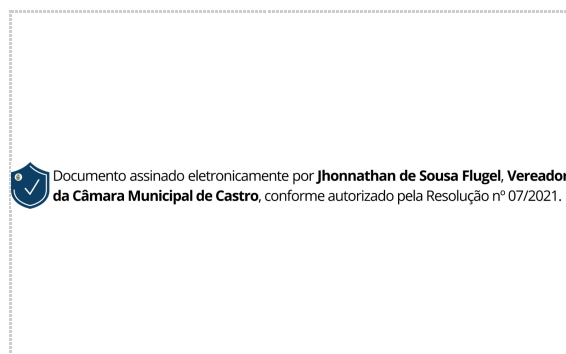 Documento assinado eletronicamente por Jhonnathan de Sousa Flugel, Vereador
da Câmara Municipal de Castro, conforme autorizado pela Resolução nº 07/2021.